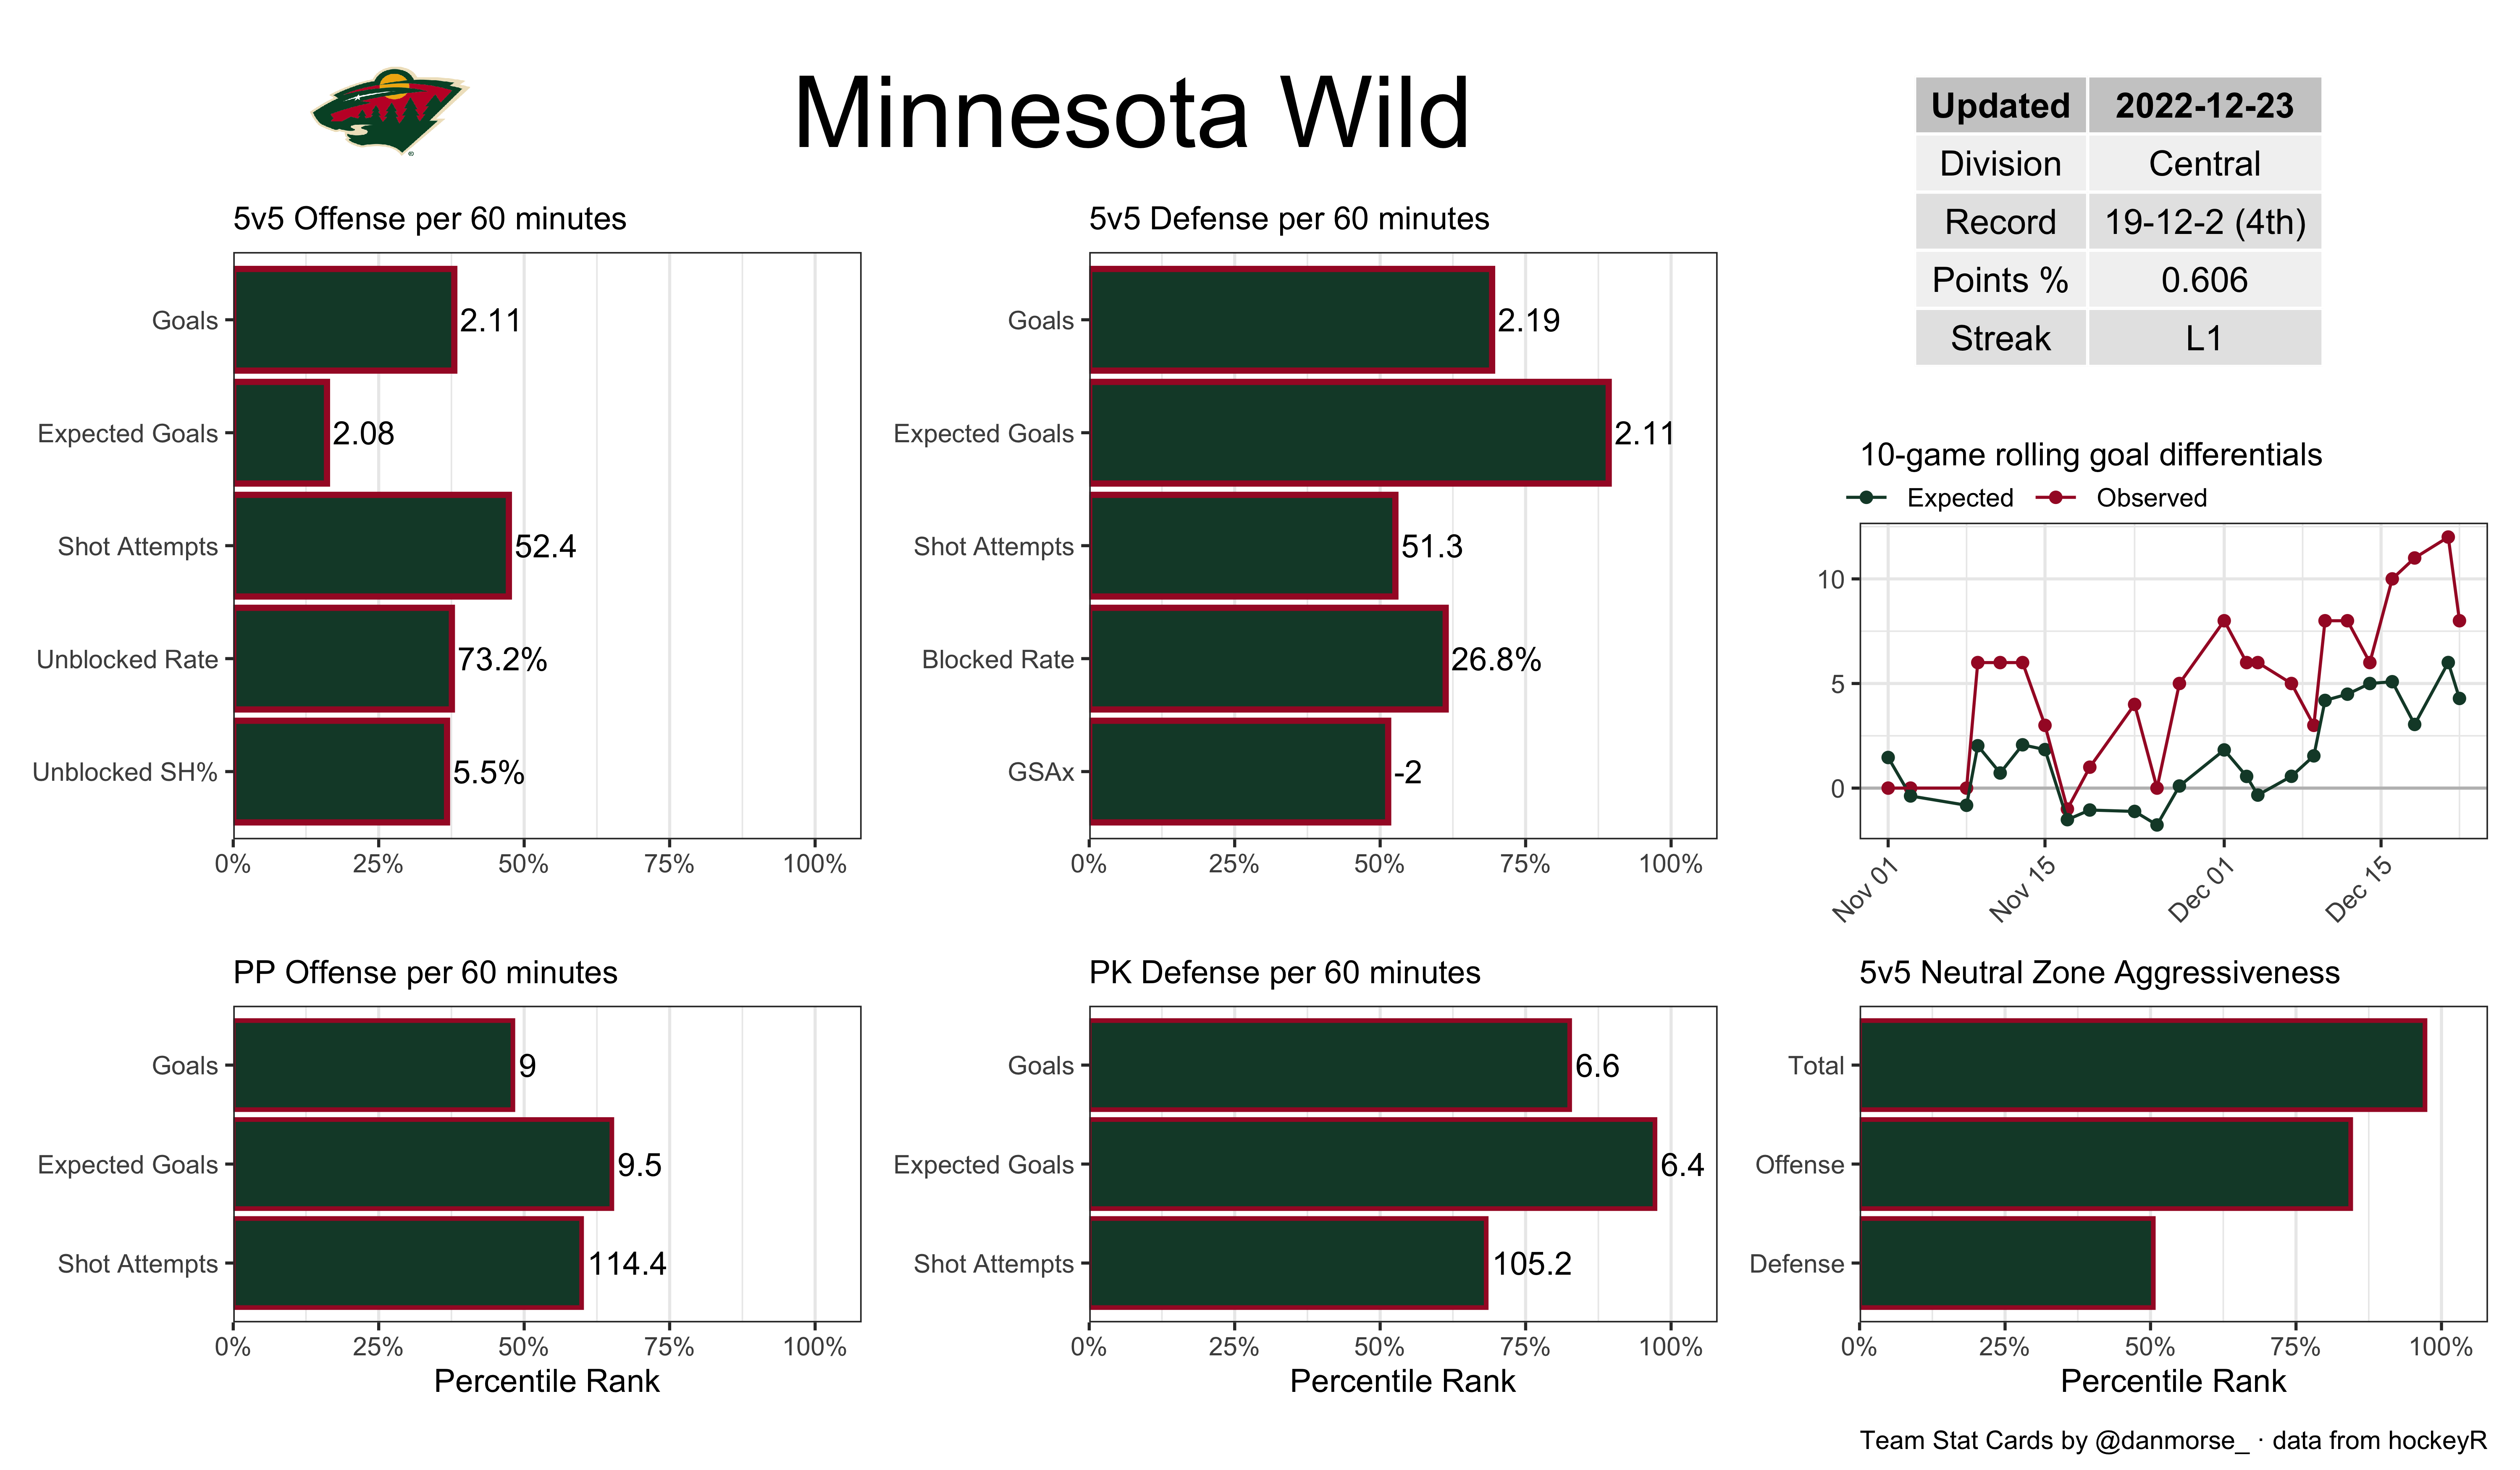 Minnesota Wild
Updated 2022-12-23
Division Central
Record 19-12-2 (4th)
Points % 0.606
Streak L1
5v5 Offense per 60 minutes
Goals 2.11
Expected Goals 2.08
Shot Attempts 52.4
Unblocked Rate 73.2%
Unblocked SH% 5.5%
0% 25% 50% 75% 100%
5v5 Defense per 60 minutes
Goals 2.19
Expected Goals 2.11
Shot Attempts 51.3
Blocked Rate 26.8%
GSAx -2
0% 25% 50% 75% 100%
10-game rolling goal differentials
Expected Observed
10
5
0
Nov 01 Nov 15 Dec 01 Dec 15
PP Offense per 60 minutes
Goals 9
Expected Goals 9.5
Shot Attempts 114.4
0% 25% 50% 75% 100%
Percentile Rank
PK Defense per 60 minutes
Goals 6.6
Expected Goals 6.4
Shot Attempts 105.2
0% 25% 50% 75% 100%
Percentile Rank
5v5 Neutral Zone Aggressiveness
Total
Offense
Defense
0% 25% 50% 75% 100%
Percentile Rank
Team Stat Cards by @danmorse_ · data from hockeyR